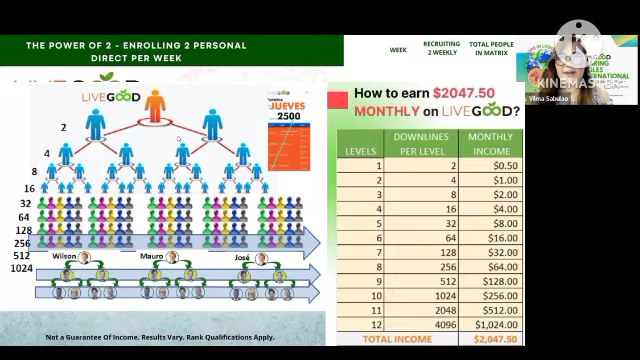 THE POWER OF 2 - ENROLLING 2 PERSONAL
DIRECT PER WEEK
LIVEGOOD
JUEVES
2500
2
4
8
16
32
64
128
256
512
1024
Wilson
Mauro
José
Not a Guarantee Of Income. Results Vary. Rank Qualifications Apply.
WEEK
RECRUITING
2 WEEKLY
TOTAL PEOPLE
IN MATRIX
How to earn $2047.50
MONTHLY on LIVEGOOD?
LEVELS DOWNLINES PER LEVEL MONTHLY INCOME
1 2 $0.50
2 4 $1.00
3 8 $2.00
4 16 $4.00
5 32 $8.00
6 64 $16.00
7 128 $32.00
8 256 $64.00
9 512 $128.00
10 1024 $256.00
11 2048 $512.00
12 4096 $1,024.00
TOTAL INCOME $2,047.50
KINEMAS
Vilma Sabulao